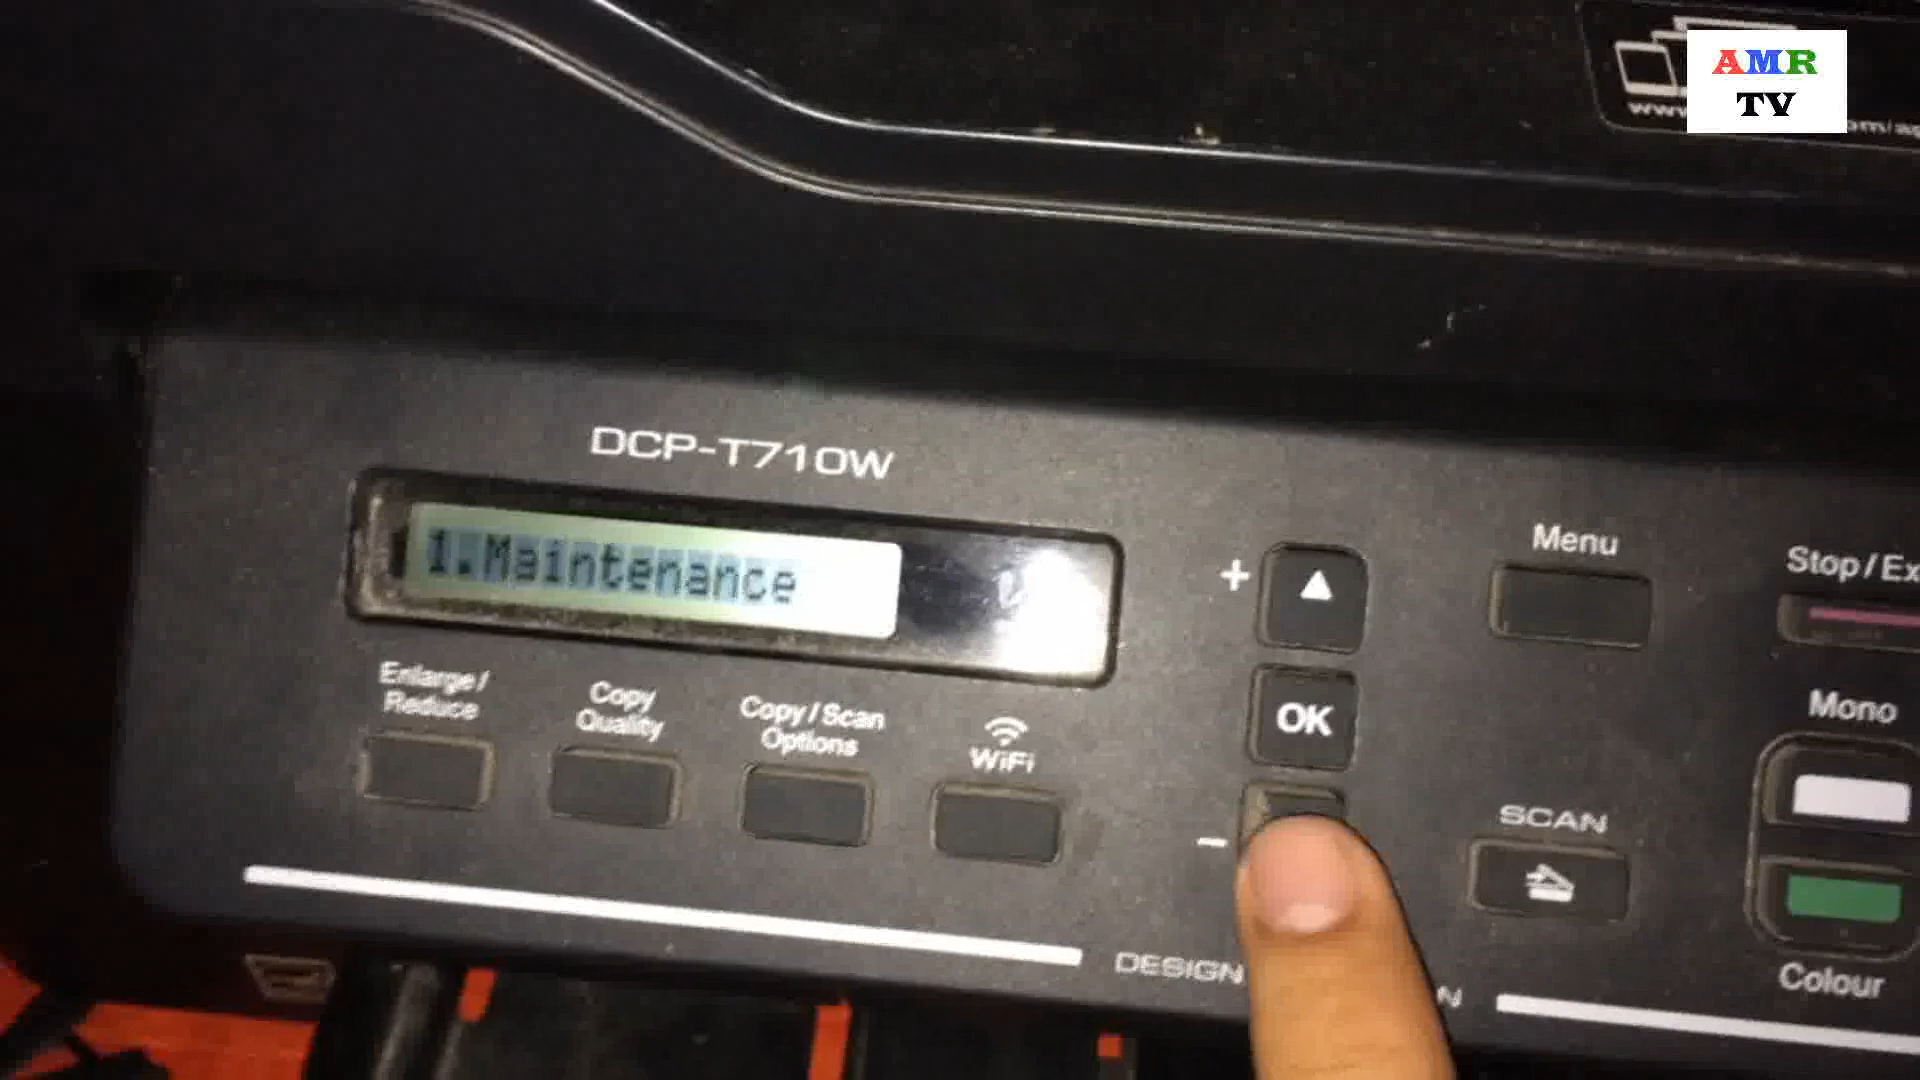 AMR
TV
www
DCP-T710W
1.Maintenance
+
Menu
Stop/Ex
Enlarge/
Reduce
Copy
Quality
Copy/Scan
Options
WiFi
OK
Mono
−
SCAN
DESIGN
N
Colour